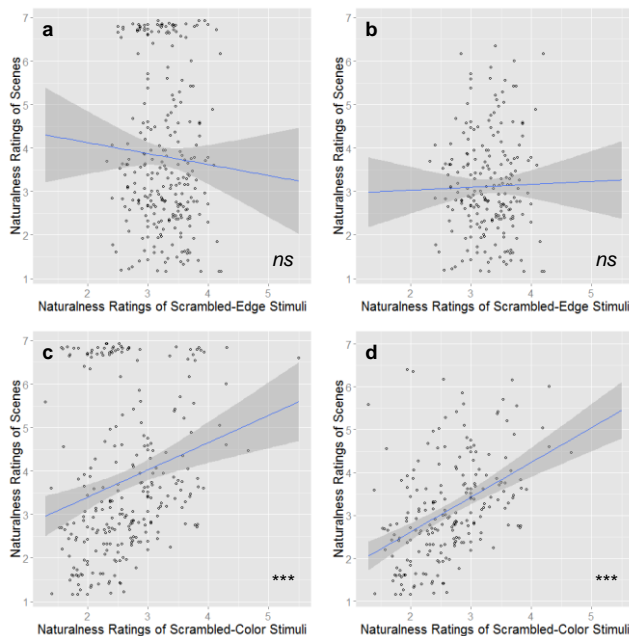 a
b
Naturalness Ratings of Scenes
7
6
5
4
3
2
1
ns
2 3 4 5
Naturalness Ratings of Scrambled-Edge Stimuli
Naturalness Ratings of Scenes
7
6
5
4
3
2
1
ns
2 3 4 5
Naturalness Ratings of Scrambled-Edge Stimuli
c
d
Naturalness Ratings of Scenes
7
6
5
4
3
2
1
***
2 3 4 5
Naturalness Ratings of Scrambled-Color Stimuli
Naturalness Ratings of Scenes
7
6
5
4
3
2
1
***
2 3 4 5
Naturalness Ratings of Scrambled-Color Stimuli